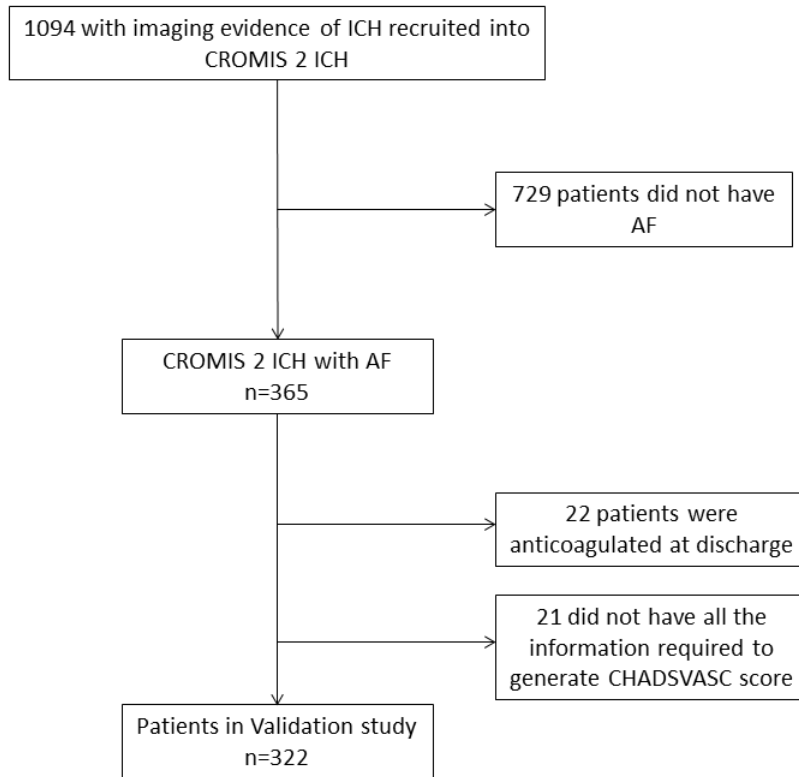 1094 with imaging evidence of ICH recruited into
CROMIS 2 ICH
729 patients did not have
AF
CROMIS 2 ICH with AF
n=365
22 patients were
anticoagulated at discharge
21 did not have all the
information required to
generate CHADSVASC score
Patients in Validation study
n=322